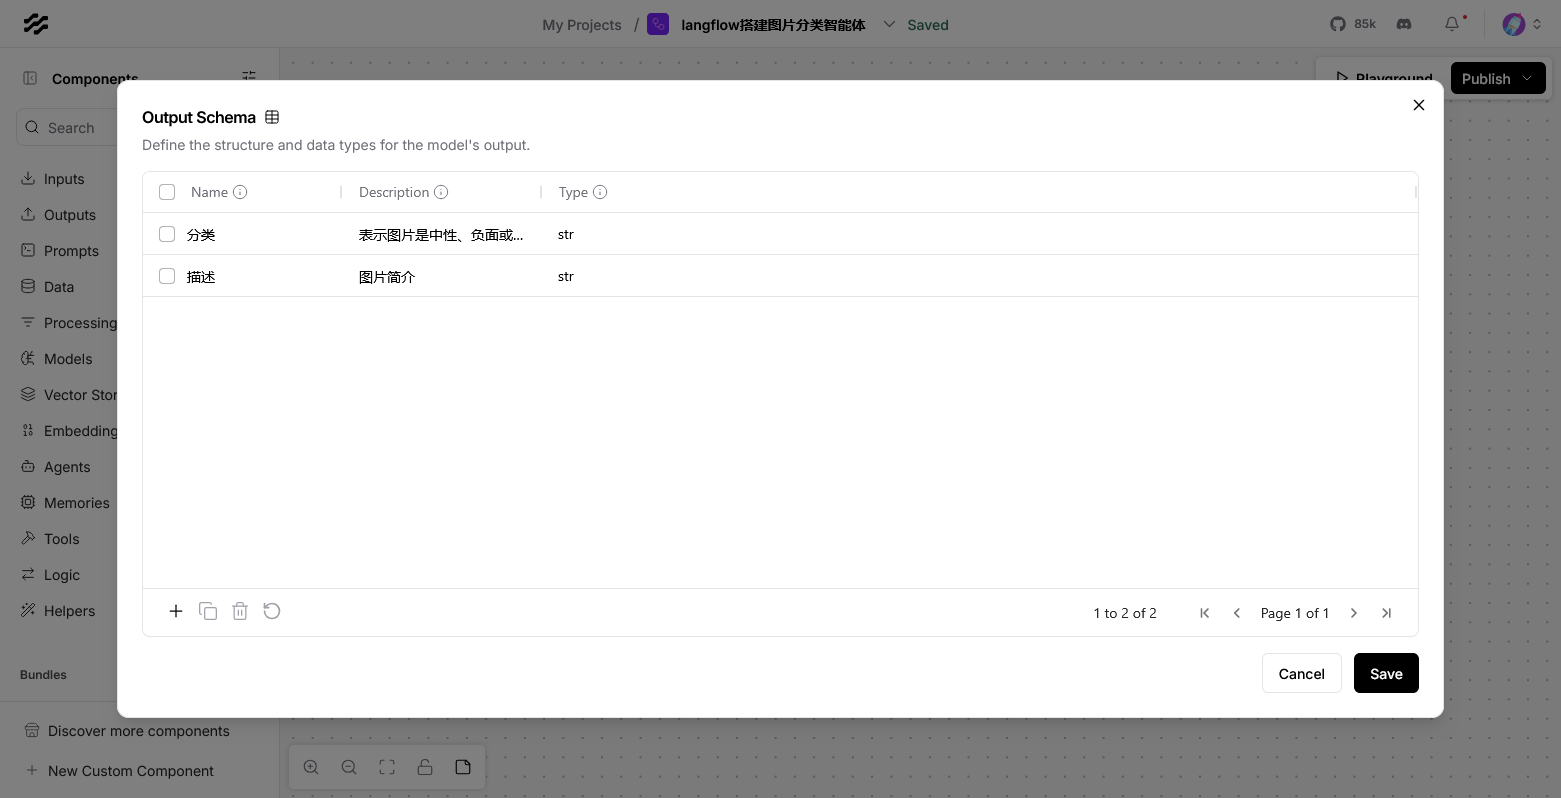 My Projects / langflow搭建图片分类智能体 Saved 85k
Components
Playground Publish
Search
Inputs
Outputs
Prompts
Data
Processing
Models
Vector Stor
Embedding
Agents
Memories
Tools
Logic
Helpers
Bundles
Discover more components
New Custom Component
Output Schema
Define the structure and data types for the model's output.
Name Description Type
分类 表示图片是中性、负面或... str
描述 图片简介 str
1 to 2 of 2 Page 1 of 1
Cancel Save